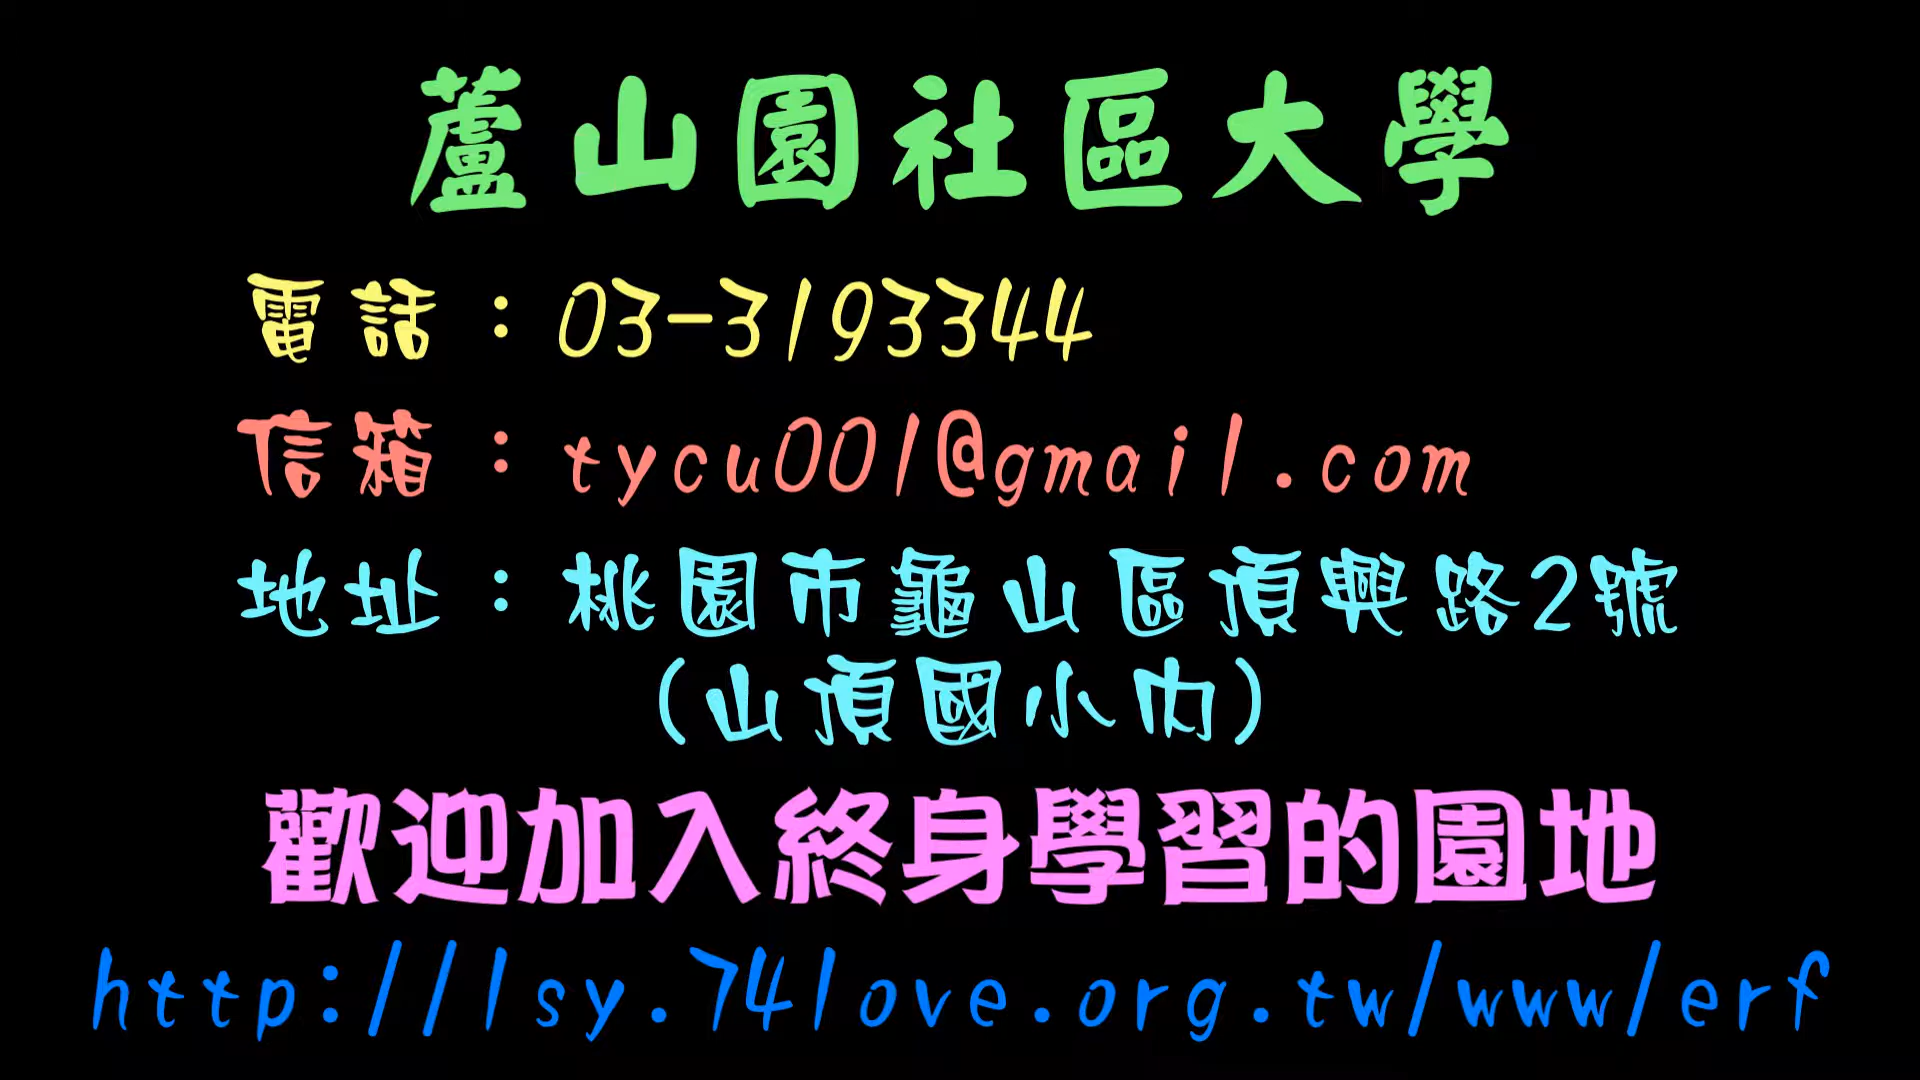 蘆山園社區大學
電話：03-3193344
信箱：tycu001@gmail.com
地址：桃園市龜山區頂興路2號
(山頂國小內)
歡迎加入終身學習的園地
http://lsy.74love.org.tw/www/erf